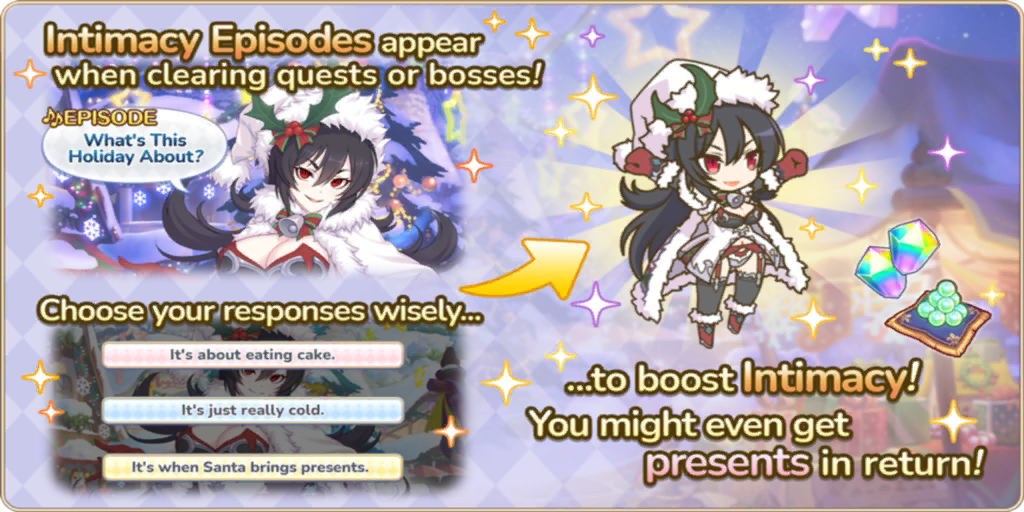 Intimacy Episodes appear
when clearing quests or bosses!
EPISODE
What's This
Holiday About?
Choose your responses wisely...
It's about eating cake.
It's just really cold.
It's when Santa brings presents.
...to boost Intimacy!
You might even get
presents in return!